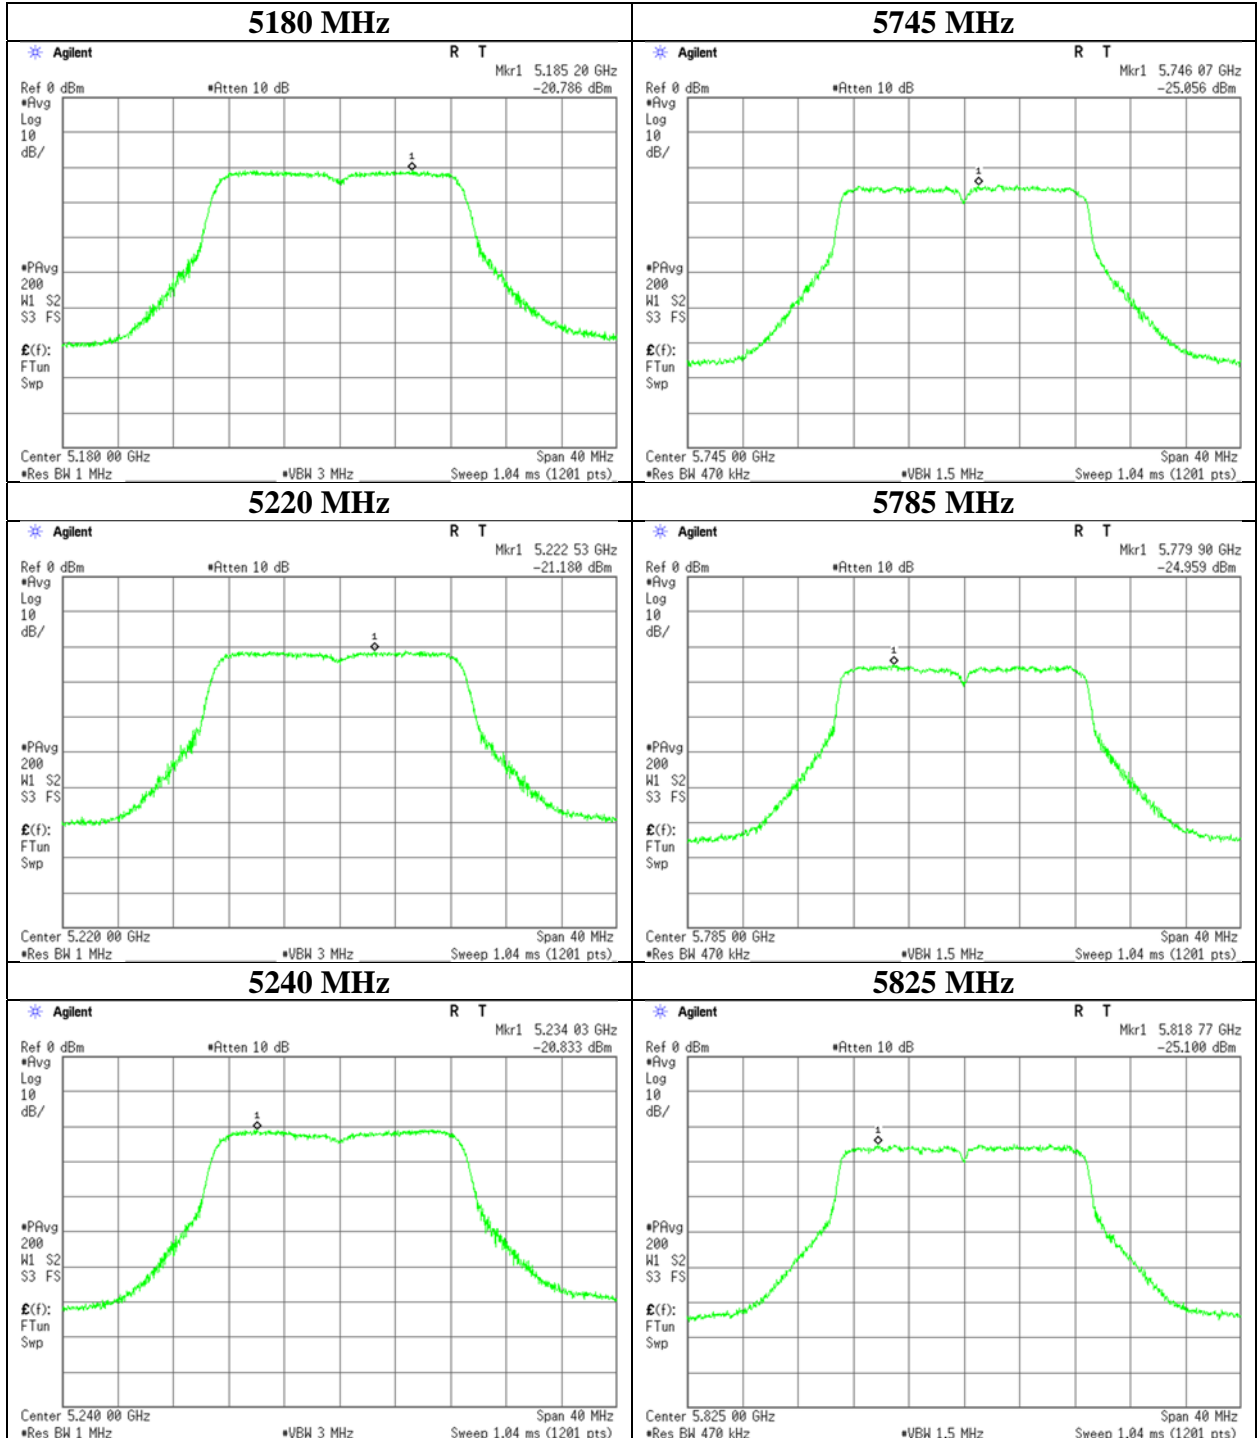 5180 MHz
Agilent R T
Mkr1 5.185 20 GHz
Ref 0 dBm #Atten 10 dB -20.786 dBm
#Avg
Log
10
dB/
1
#PAvg
200
W1 S2
S3 FS
£(f):
FTun
Swp
Center 5.180 00 GHz Span 40 MHz
#Res BW 1 MHz #VBW 3 MHz Sweep 1.04 ms (1201 pts)
5745 MHz
Agilent R T
Mkr1 5.746 07 GHz
Ref 0 dBm #Atten 10 dB -25.056 dBm
#Avg
Log
10
dB/
1
#PAvg
200
W1 S2
S3 FS
£(f):
FTun
Swp
Center 5.745 00 GHz Span 40 MHz
#Res BW 470 kHz #VBW 1.5 MHz Sweep 1.04 ms (1201 pts)
5220 MHz
Agilent R T
Mkr1 5.222 53 GHz
Ref 0 dBm #Atten 10 dB -21.180 dBm
#Avg
Log
10
dB/
1
#PAvg
200
W1 S2
S3 FS
£(f):
FTun
Swp
Center 5.220 00 GHz Span 40 MHz
#Res BW 1 MHz #VBW 3 MHz Sweep 1.04 ms (1201 pts)
5785 MHz
Agilent R T
Mkr1 5.779 90 GHz
Ref 0 dBm #Atten 10 dB -24.959 dBm
#Avg
Log
10
dB/
1
#PAvg
200
W1 S2
S3 FS
£(f):
FTun
Swp
Center 5.785 00 GHz Span 40 MHz
#Res BW 470 kHz #VBW 1.5 MHz Sweep 1.04 ms (1201 pts)
5240 MHz
Agilent R T
Mkr1 5.234 03 GHz
Ref 0 dBm #Atten 10 dB -20.833 dBm
#Avg
Log
10
dB/
1
#PAvg
200
W1 S2
S3 FS
£(f):
FTun
Swp
Center 5.240 00 GHz Span 40 MHz
#Res BW 1 MHz #VBW 3 MHz Sweep 1.04 ms (1201 pts)
5825 MHz
Agilent R T
Mkr1 5.818 77 GHz
Ref 0 dBm #Atten 10 dB -25.100 dBm
#Avg
Log
10
dB/
1
#PAvg
200
W1 S2
S3 FS
£(f):
FTun
Swp
Center 5.825 00 GHz Span 40 MHz
#Res BW 470 kHz #VBW 1.5 MHz Sweep 1.04 ms (1201 pts)